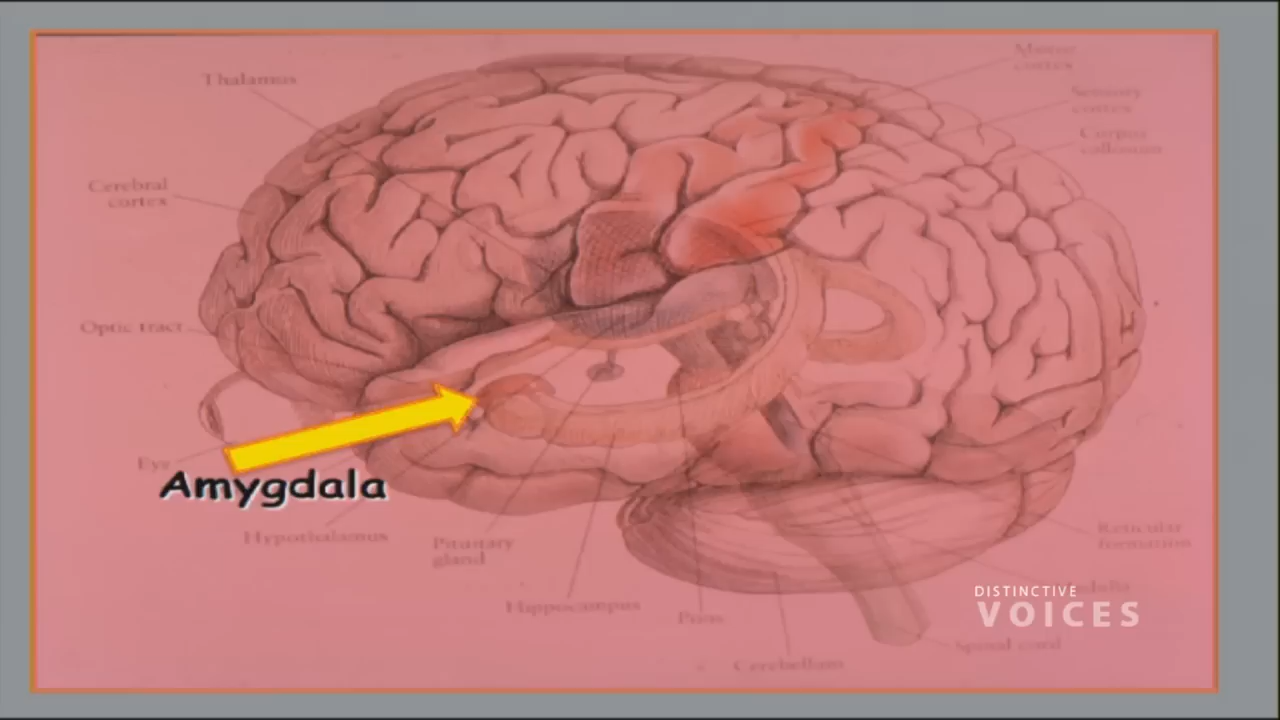 Thalamus
Motor
cortex
Sensory
cortex
Corpus
callosum
Cerebral
cortex
Optic tract
Eye
Amygdala
Hypothalamus
Pituitary
gland
Hippocampus
Pons
Cerebellum
Reticular
formation
Medulla
Spinal cord
DISTINCTIVE
VOICES